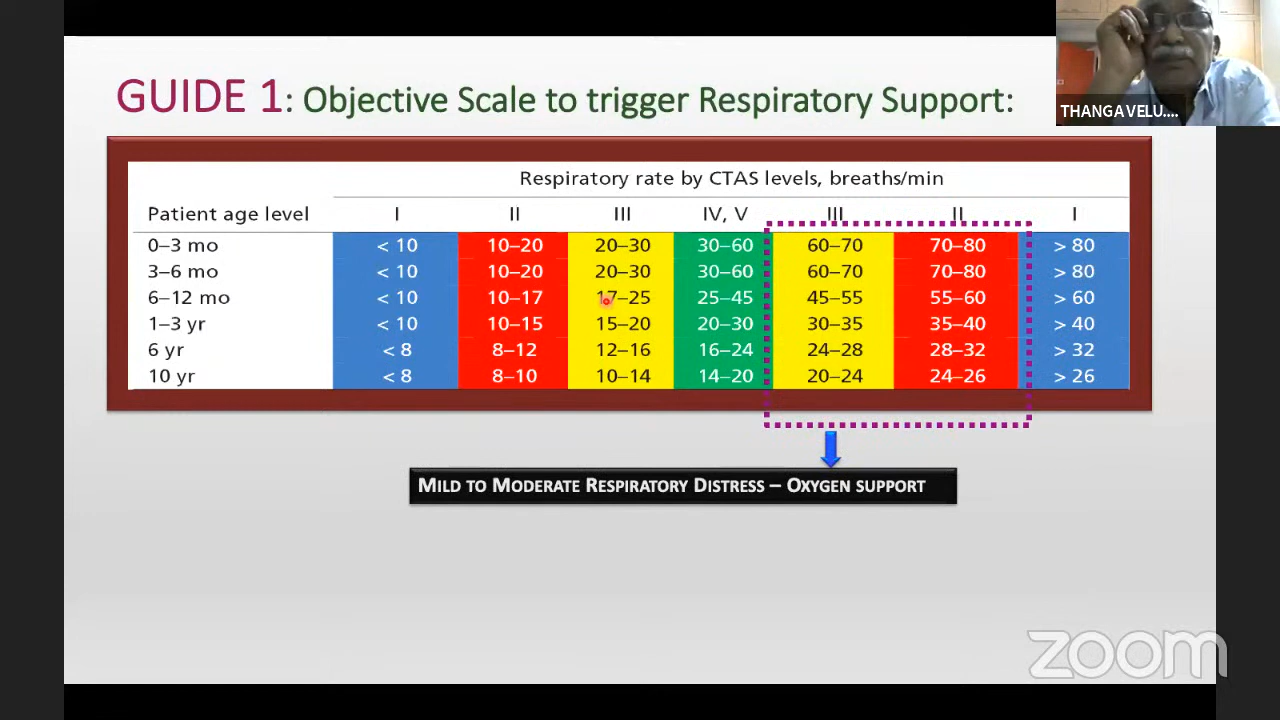 GUIDE 1: Objective Scale to trigger Respiratory Support:
THANGAVELU....
Respiratory rate by CTAS levels, breaths/min
Patient age level I II III IV, V III II I
0–3 mo < 10 10–20 20–30 30–60 60–70 70–80 > 80
3–6 mo < 10 10–20 20–30 30–60 60–70 70–80 > 80
6–12 mo < 10 10–17 17–25 25–45 45–55 55–60 > 60
1–3 yr < 10 10–15 15–20 20–30 30–35 35–40 > 40
6 yr < 8 8–12 12–16 16–24 24–28 28–32 > 32
10 yr < 8 8–10 10–14 14–20 20–24 24–26 > 26
MILD TO MODERATE RESPIRATORY DISTRESS – OXYGEN SUPPORT
zoom